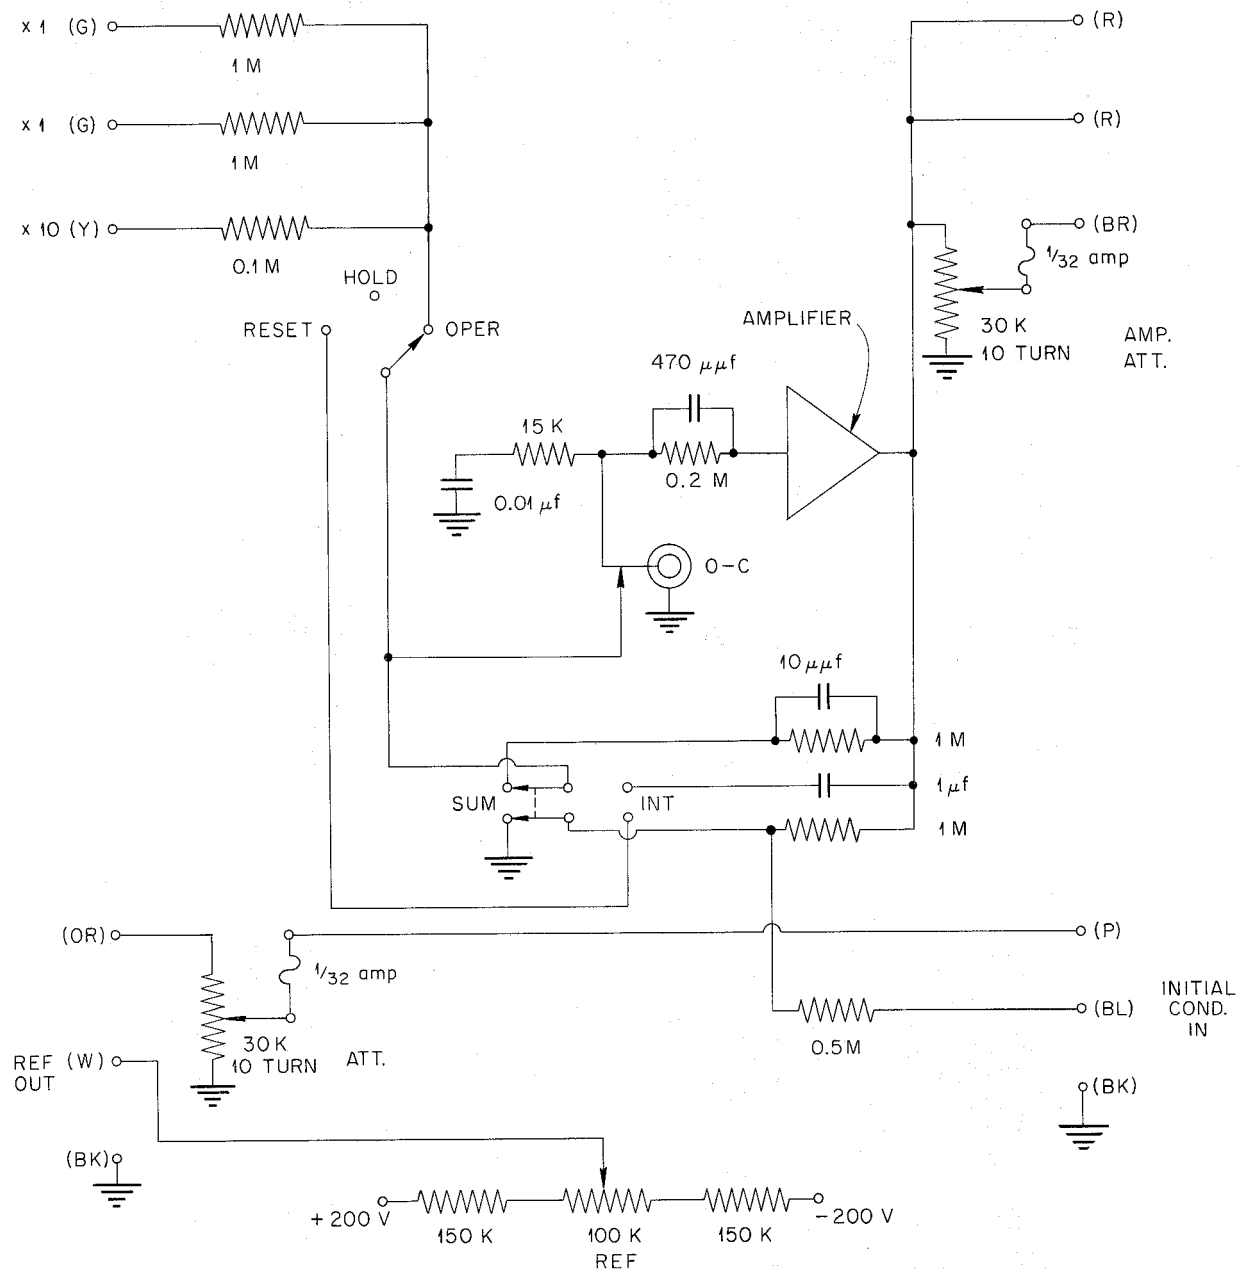 x 1 (G)
1 M
x 1 (G)
1 M
x 10 (Y)
0.1 M
HOLD
RESET
OPER
(R)
(R)
(BR)
1/32 amp
30 K
10 TURN
AMP.
ATT.
AMPLIFIER
470 μμf
15 K
0.2 M
0.01 μf
O-C
10 μμf
1 M
1 μf
SUM
INT
1 M
(OR)
1/32 amp
(P)
30 K
10 TURN
ATT.
INITIAL
COND.
IN
(BL)
0.5 M
REF (W)
OUT
(BK)
(BK)
+200 V
150 K
100 K
REF
150 K
-200 V